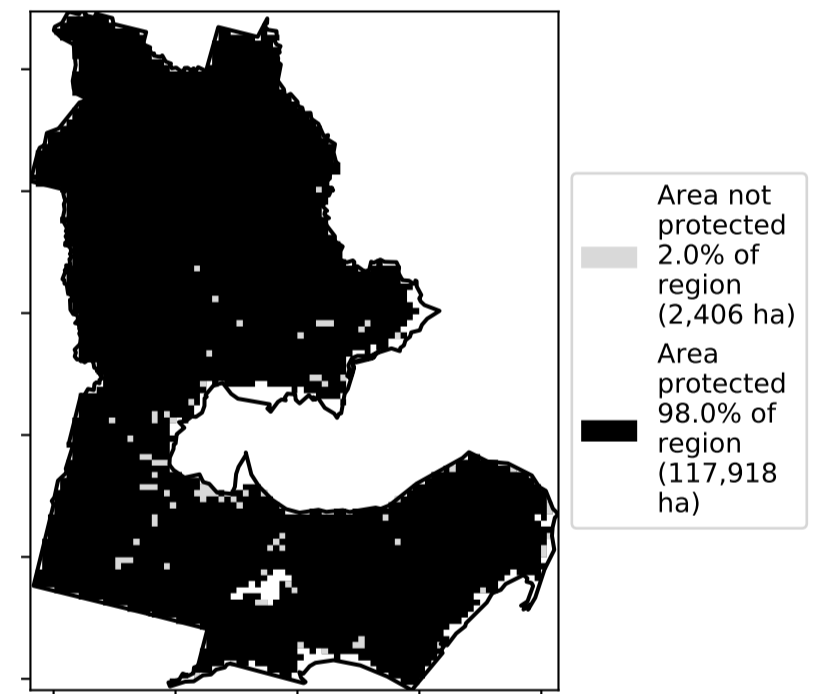 Area not
protected
2.0% of
region
(2,406 ha)
Area
protected
98.0% of
region
(117,918
ha)